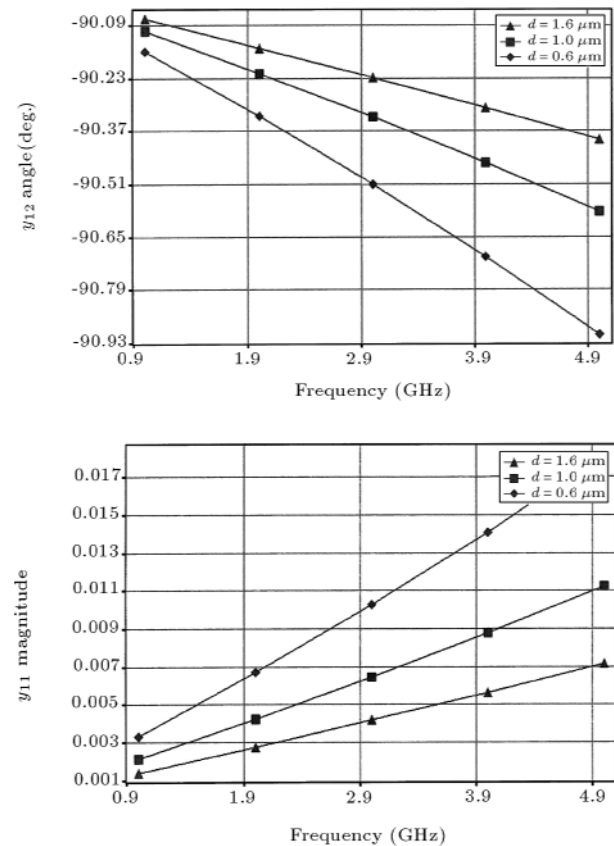 -90.09
-90.23
-90.37
-90.51
-90.65
-90.79
-90.93
y12 angle(deg.)
d = 1.6 μm
d = 1.0 μm
d = 0.6 μm
0.9 1.9 2.9 3.9 4.9
Frequency (GHz)
0.017
0.015
0.013
0.011
0.009
0.007
0.005
0.003
0.001
y11 magnitude
d = 1.6 μm
d = 1.0 μm
d = 0.6 μm
0.9 1.9 2.9 3.9 4.9
Frequency (GHz)